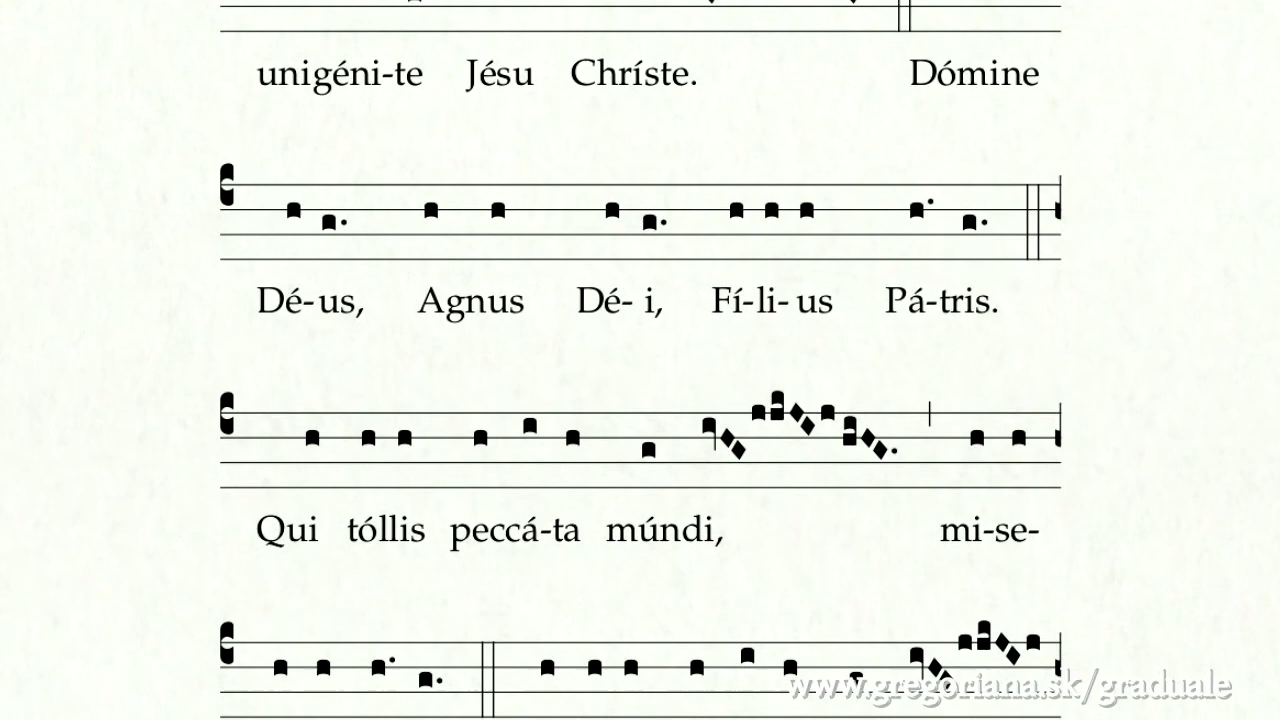 unigéni-te Jésu Chríste. Dómine
Dé-us, Agnus Dé- i, Fí-li- us Pá-tris.
Qui tóllis peccá-ta múndi, mi-se-
www.gregoriana.sk/graduale